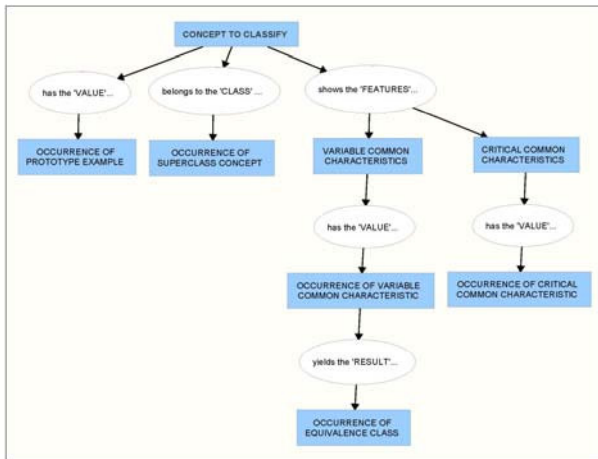 CONCEPT TO CLASSIFY
has the 'VALUE'...
belongs to the 'CLASS' ...
shows the 'FEATURES'...
OCCURRENCE OF
PROTOTYPE EXAMPLE
OCCURRENCE OF
SUPERCLASS CONCEPT
VARIABLE COMMON
CHARACTERISTICS
CRITICAL COMMON
CHARACTERISTICS
has the 'VALUE'...
has the 'VALUE'...
OCCURRENCE OF VARIABLE
COMMON CHARACTERISTIC
OCCURRENCE OF CRITICAL
COMMON CHARACTERISTIC
yields the 'RESULT'...
OCCURRENCE OF
EQUIVALENCE CLASS